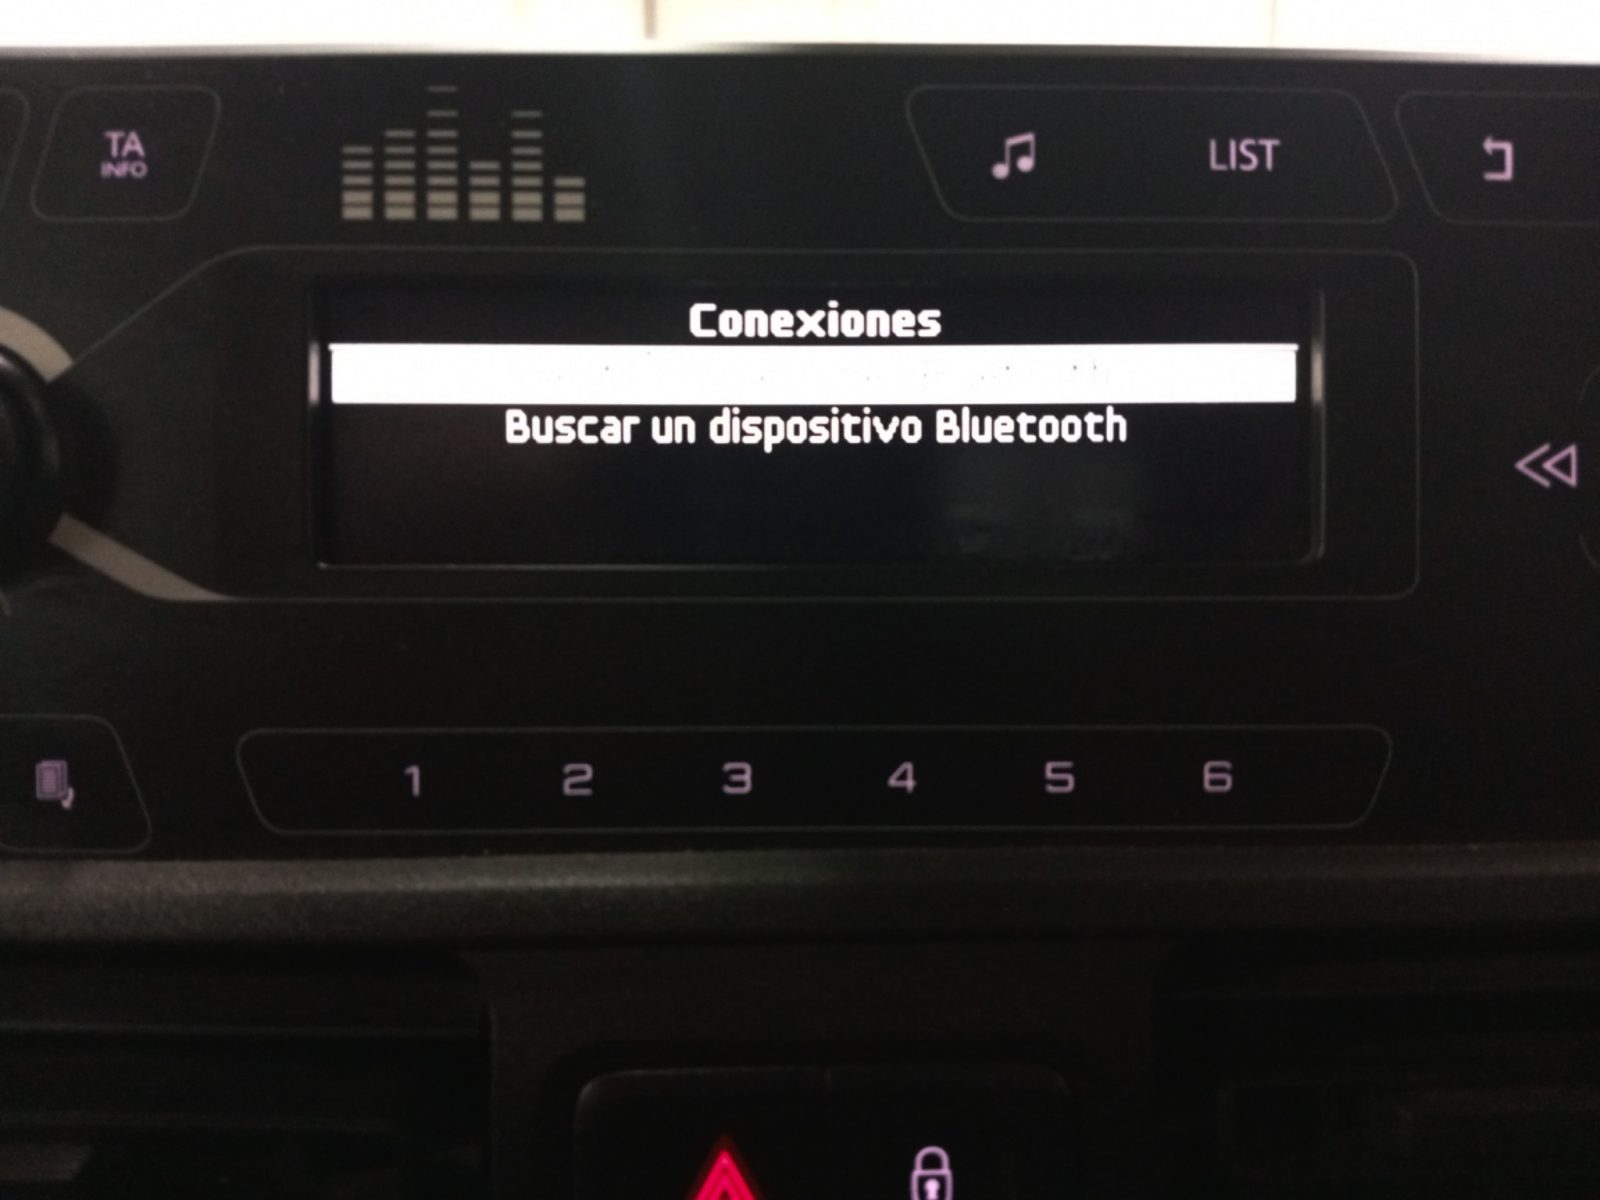 TA
INFO
LIST
Conexiones
Buscar un dispositivo Bluetooth
1 2 3 4 5 6